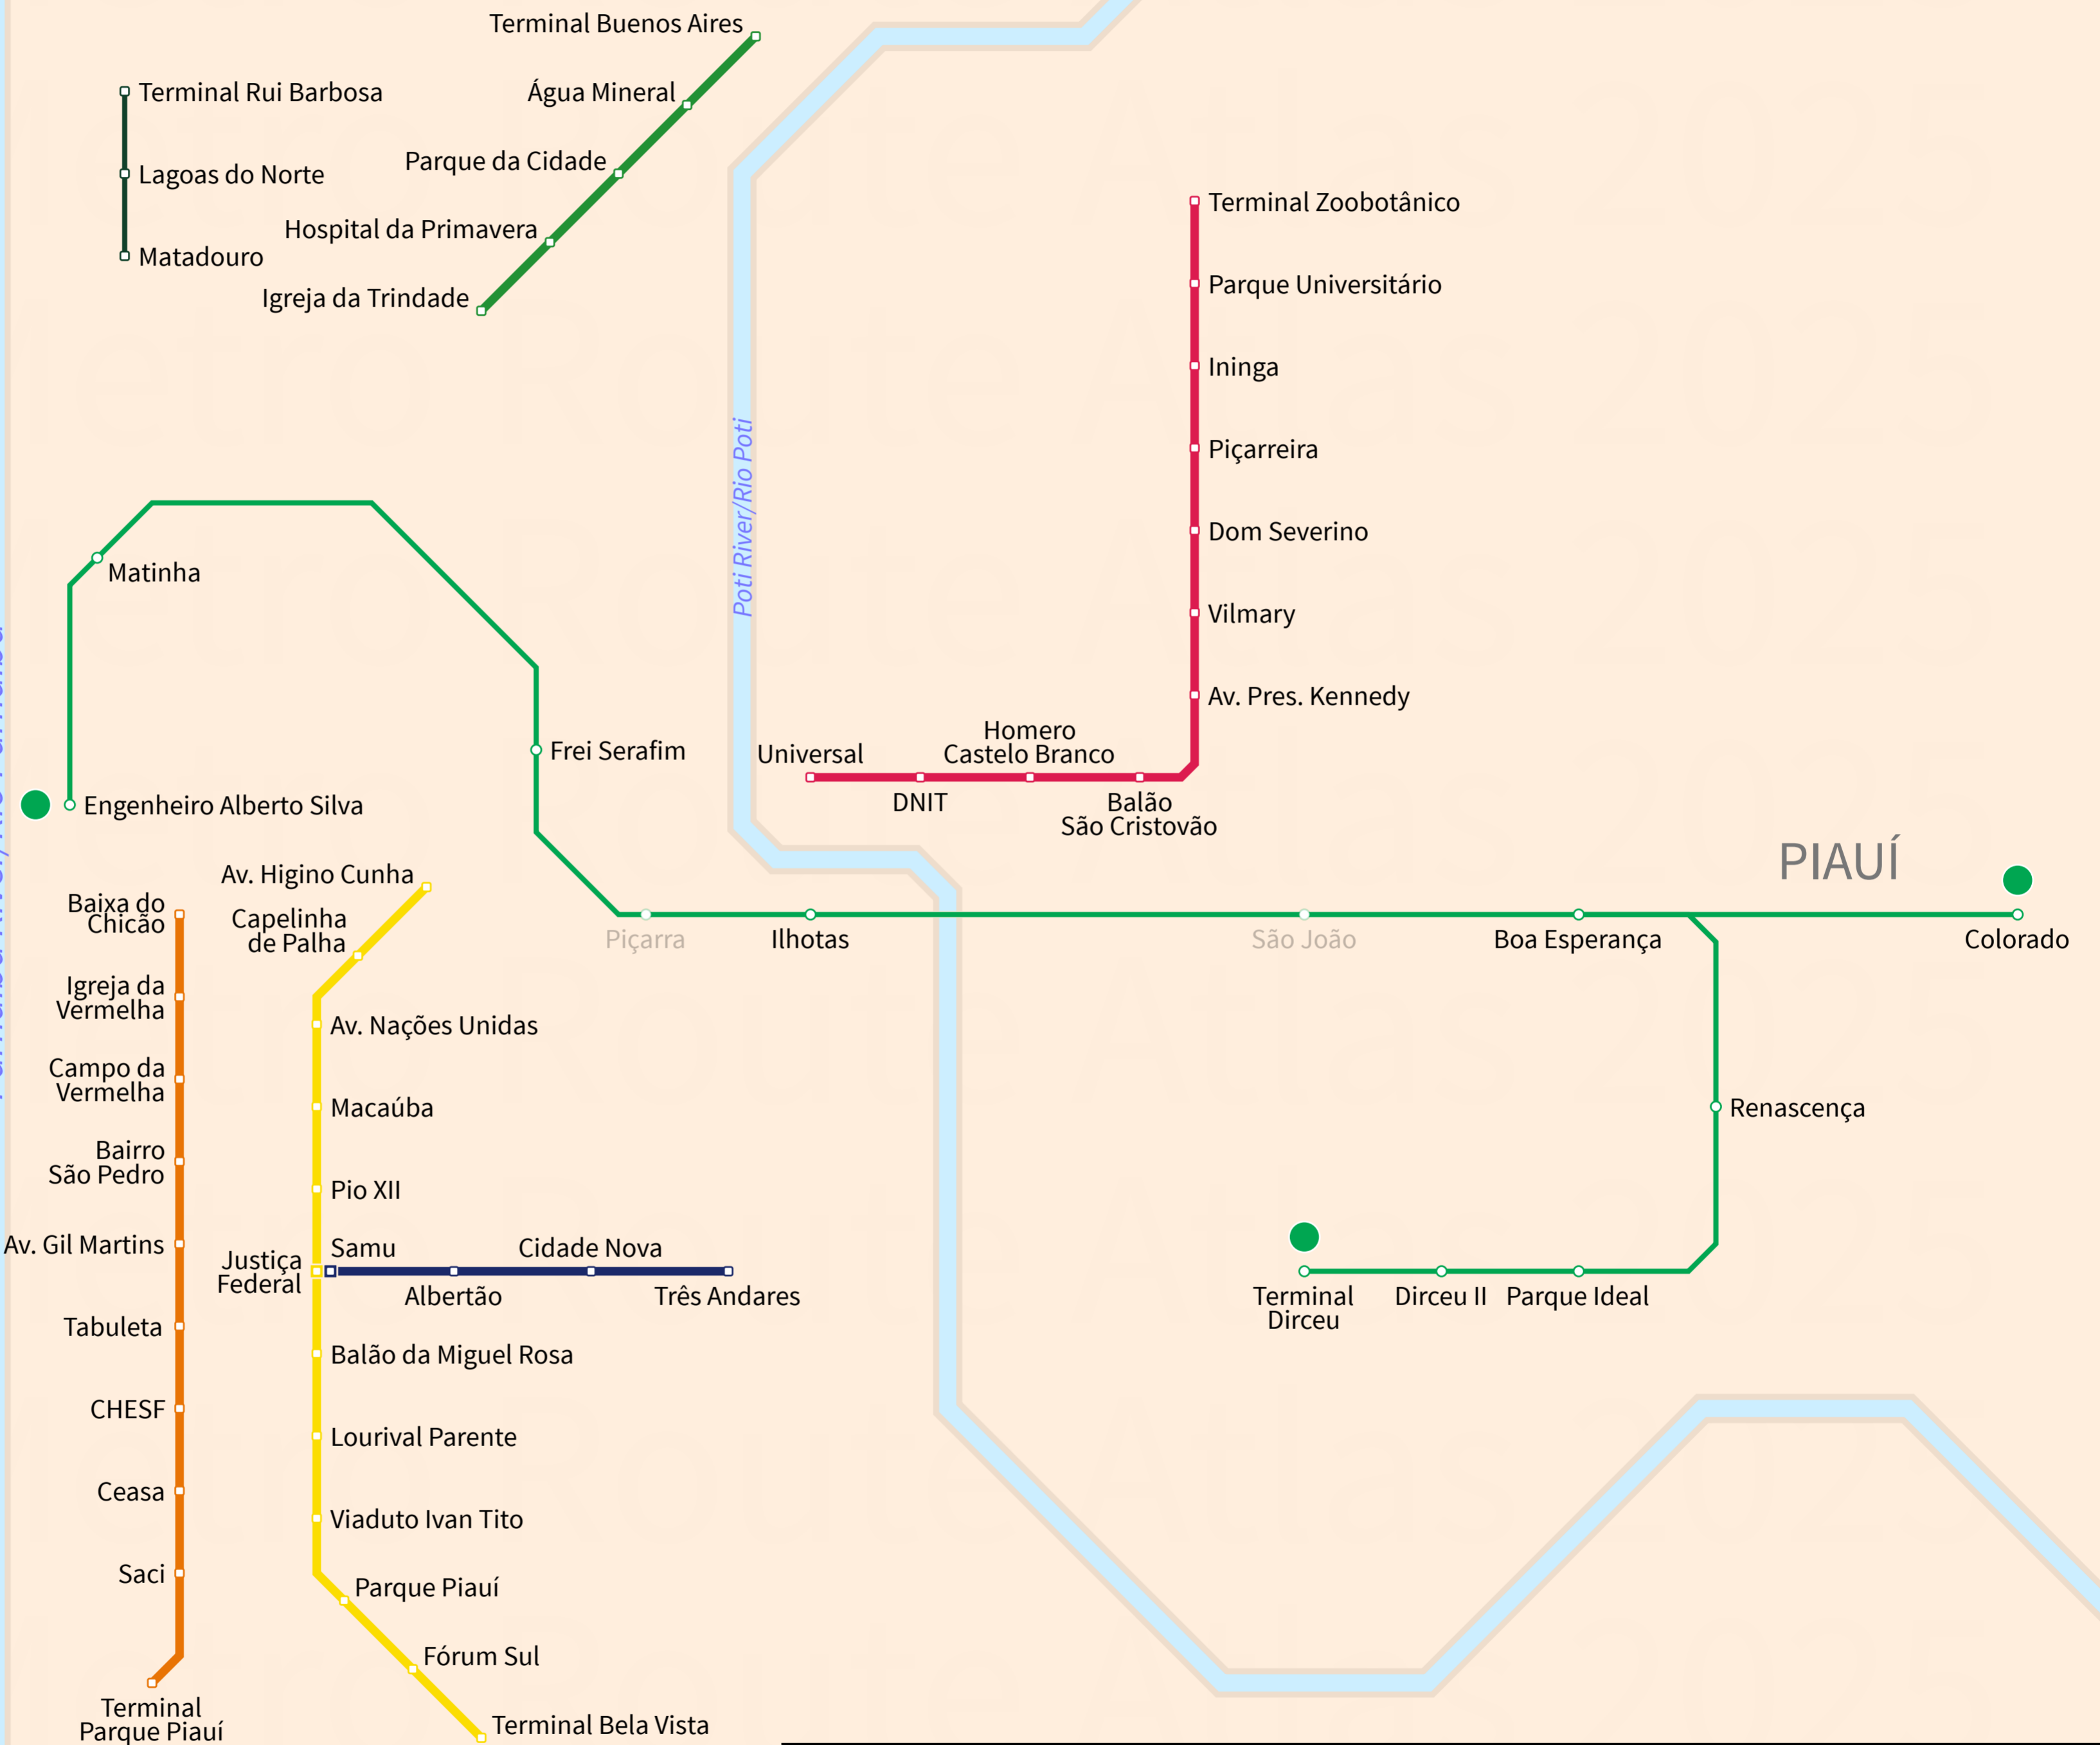 Terminal Buenos Aires
Água Mineral
Parque da Cidade
Hospital da Primavera
Igreja da Trindade
Terminal Rui Barbosa
Lagoas do Norte
Matadouro
Terminal Zoobotânico
Parque Universitário
Ininga
Piçarreira
Dom Severino
Vilmary
Av. Pres. Kennedy
Poti River/Rio Poti
Universal
DNIT
Homero
Castelo Branco
Balão
São Cristovão
Matinha
Frei Serafim
Engenheiro Alberto Silva
Piçarra
Ilhotas
São João
Boa Esperança
PIAUÍ
Colorado
Renascença
Terminal
Dirceu
Dirceu II
Parque Ideal
Baixa do
Chicão
Igreja da
Vermelha
Campo da
Vermelha
Bairro
São Pedro
Av. Gil Martins
Tabuleta
CHESF
Ceasa
Saci
Terminal
Parque Piauí
Av. Higino Cunha
Capelinha
de Palha
Av. Nações Unidas
Macaúba
Pio XII
Justiça
Federal
Samu
Albertão
Cidade Nova
Três Andares
Balão da Miguel Rosa
Lourival Parente
Viaduto Ivan Tito
Parque Piauí
Fórum Sul
Terminal Bela Vista